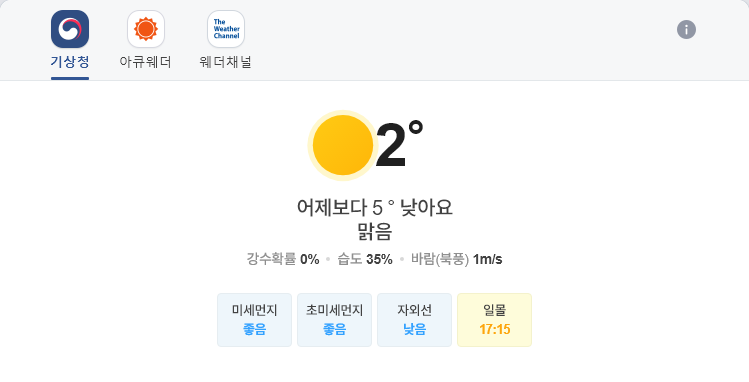 The
Weather
Channel
기상청 아큐웨더 웨더채널
2°
어제보다 5 ° 낮아요
맑음
강수확률 0% 습도 35% 바람(북풍) 1m/s
미세먼지 초미세먼지 자외선 일몰
좋음 좋음 낮음 17:15